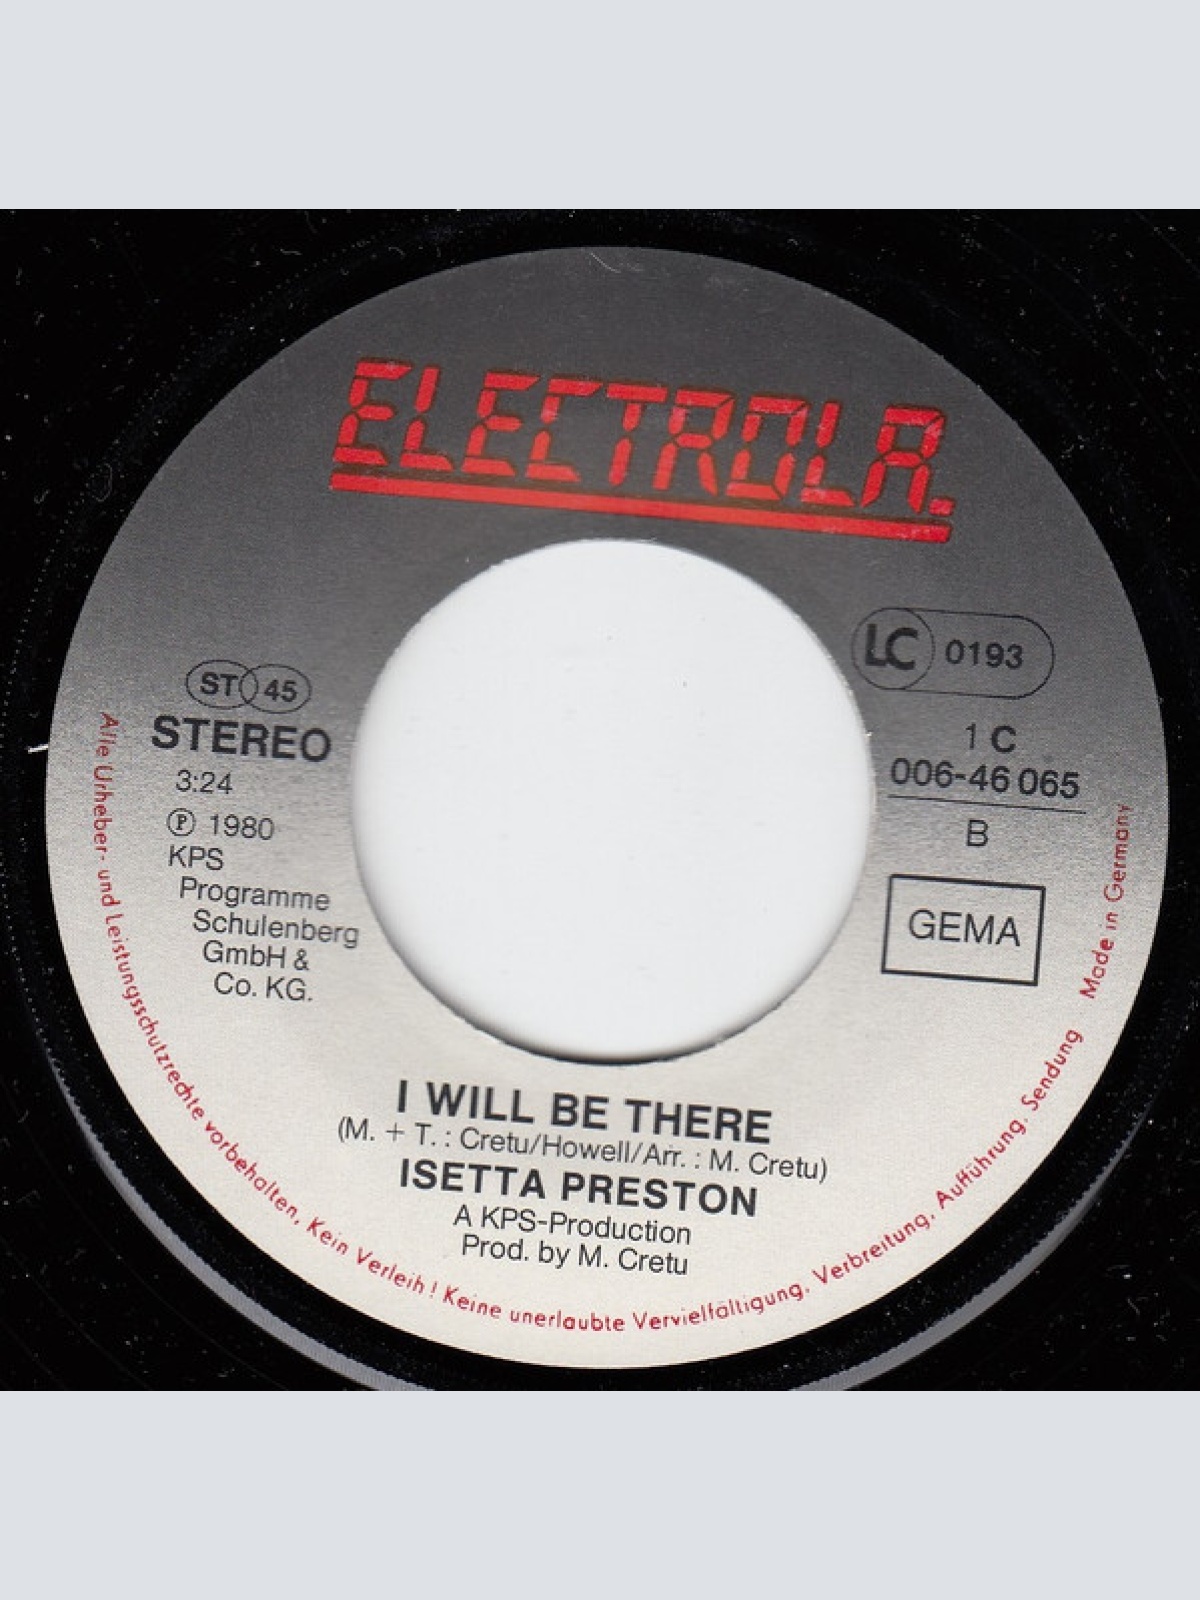 ELECTROLA.
LC 0193
ST 45
STEREO
3:24
Ⓟ 1980
KPS
Programme
Schulenberg
GmbH &
Co. KG.
1 C
006-46 065
B
GEMA
I WILL BE THERE
(M. + T. : Cretu/Howell/Arr. : M. Cretu)
ISETTA PRESTON
A KPS-Production
Prod. by M. Cretu
Alle Urheber- und Leistungsschutzrechte vorbehalten, Kein Verleih! Keine unerlaubte Vervielfältigung, Verbreitung, Aufführung, Sendung
Made in Germany